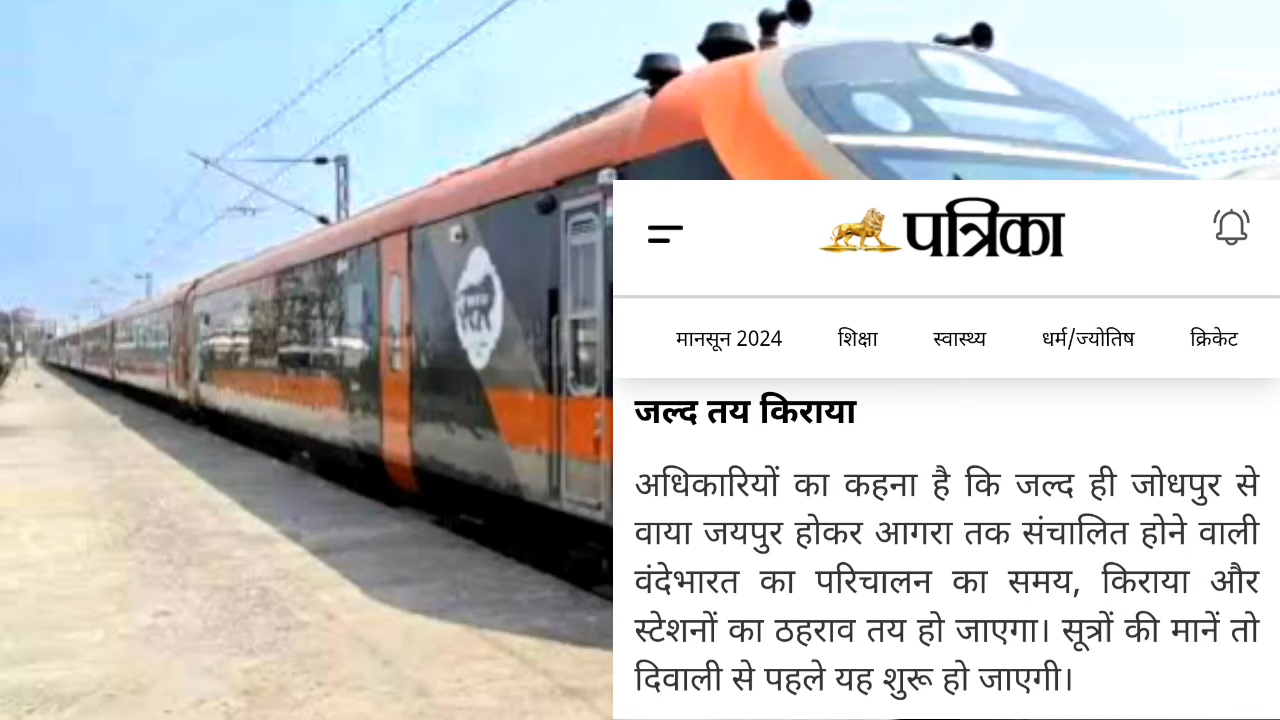 पत्रिका
मानसून 2024 शिक्षा स्वास्थ्य धर्म/ज्योतिष क्रिकेट
जल्द तय किराया
अधिकारियों का कहना है कि जल्द ही जोधपुर से
वाया जयपुर होकर आगरा तक संचालित होने वाली
वंदेभारत का परिचालन का समय, किराया और
स्टेशनों का ठहराव तय हो जाएगा। सूत्रों की मानें तो
दिवाली से पहले यह शुरू हो जाएगी।